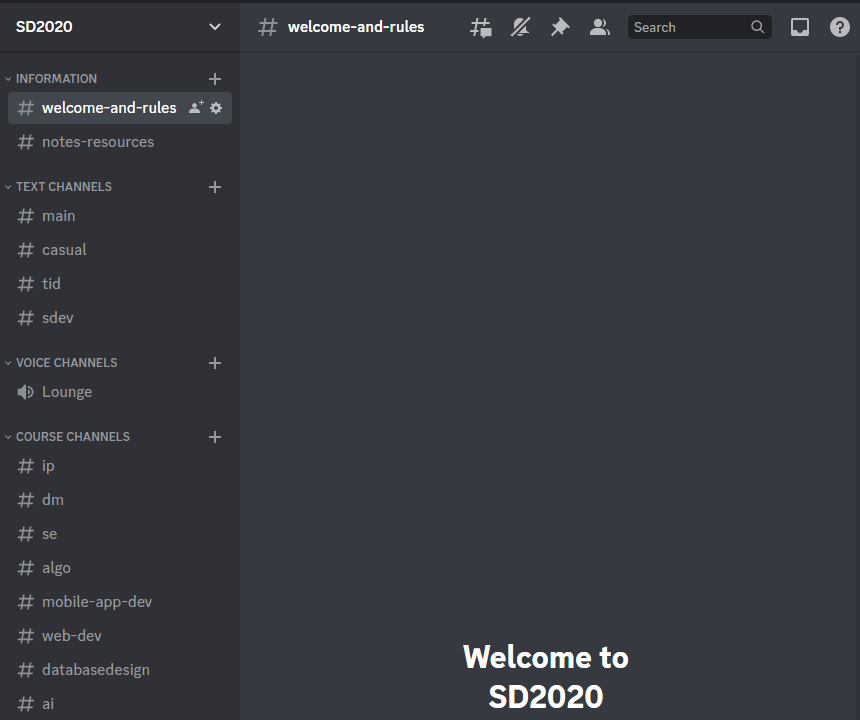 SD2020
INFORMATION
welcome-and-rules
notes-resources
TEXT CHANNELS
main
casual
tid
sdev
VOICE CHANNELS
Lounge
COURSE CHANNELS
ip
dm
se
algo
mobile-app-dev
web-dev
databasedesign
ai
welcome-and-rules
Search
Welcome to
SD2020